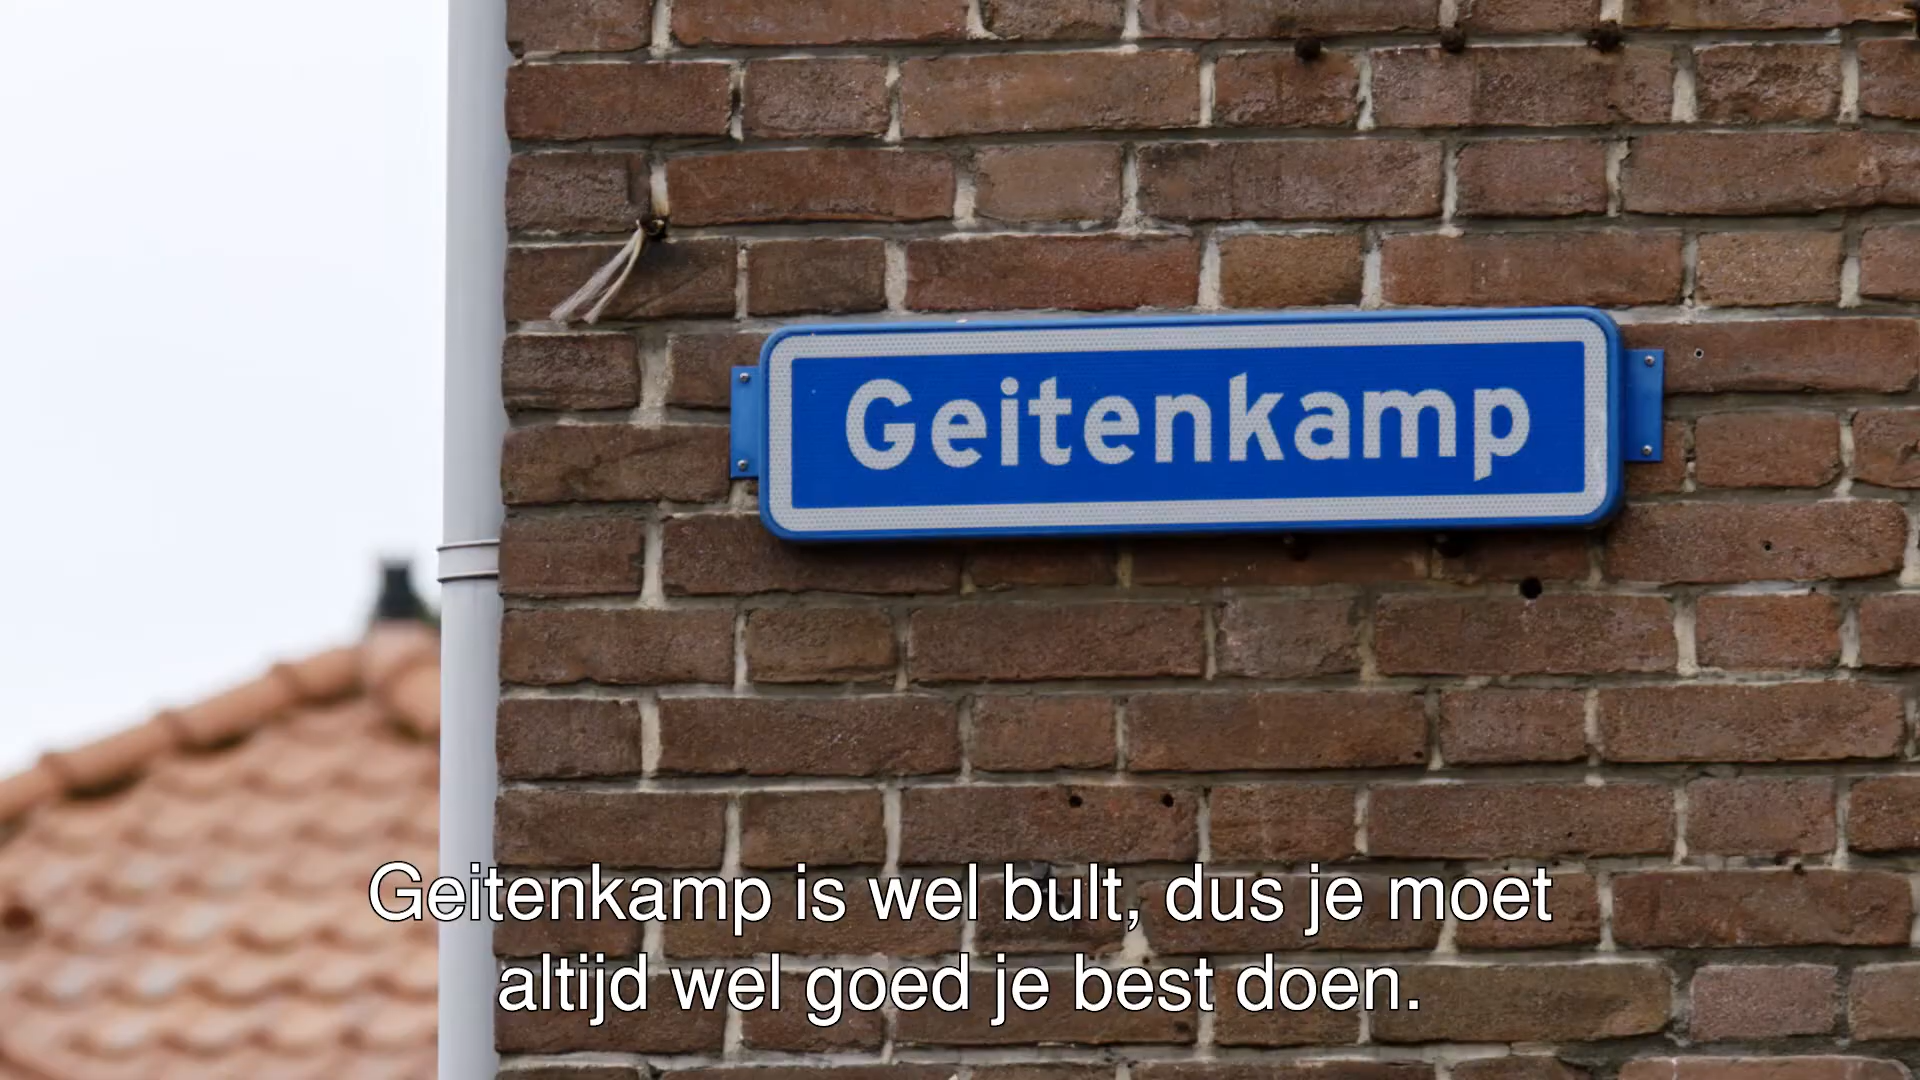 Geitenkamp
Geitenkamp is wel bult, dus je moet
altijd wel goed je best doen.